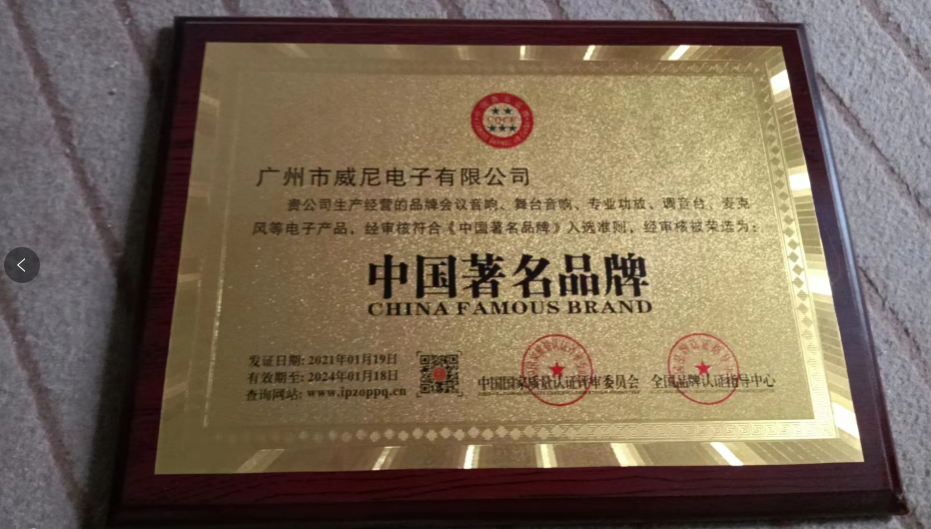 广州市威尼电子有限公司
贵公司生产经营的品牌会议音响、舞台音响、专业功放、调音台、麦克
风等电子产品，经审核符合《中国著名品牌》入选准则，经审核被荣选为：
中国著名品牌
CHINA FAMOUS BRAND
发证日期：2021年01月19日
有效期至：2024年01月18日
查询网站：www.ipzoppq.cn
中国国家质量认证评审委员会 全国品牌认证指导中心